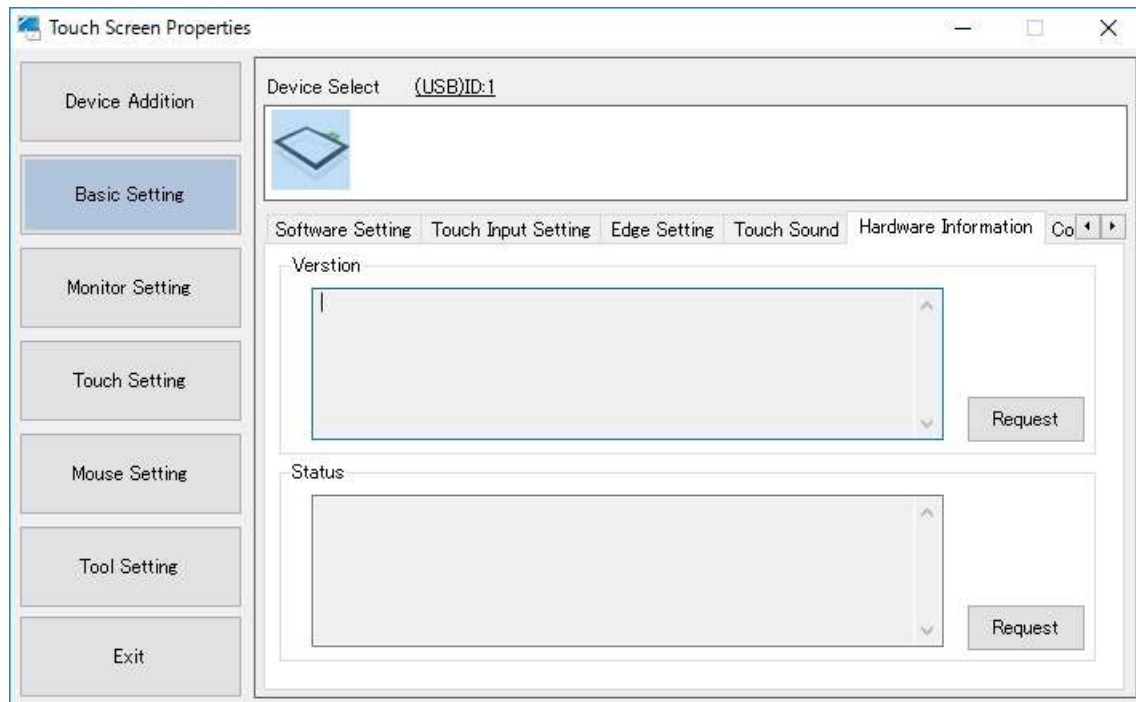 Touch Screen Properties
Device Addition
Basic Setting
Monitor Setting
Touch Setting
Mouse Setting
Tool Setting
Exit
Device Select (USB)ID:1
Software Setting Touch Input Setting Edge Setting Touch Sound Hardware Information Co
Verstion
Request
Status
Request